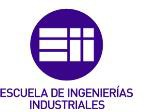 ESCUELA DE INGENIERÍAS
INDUSTRIALES